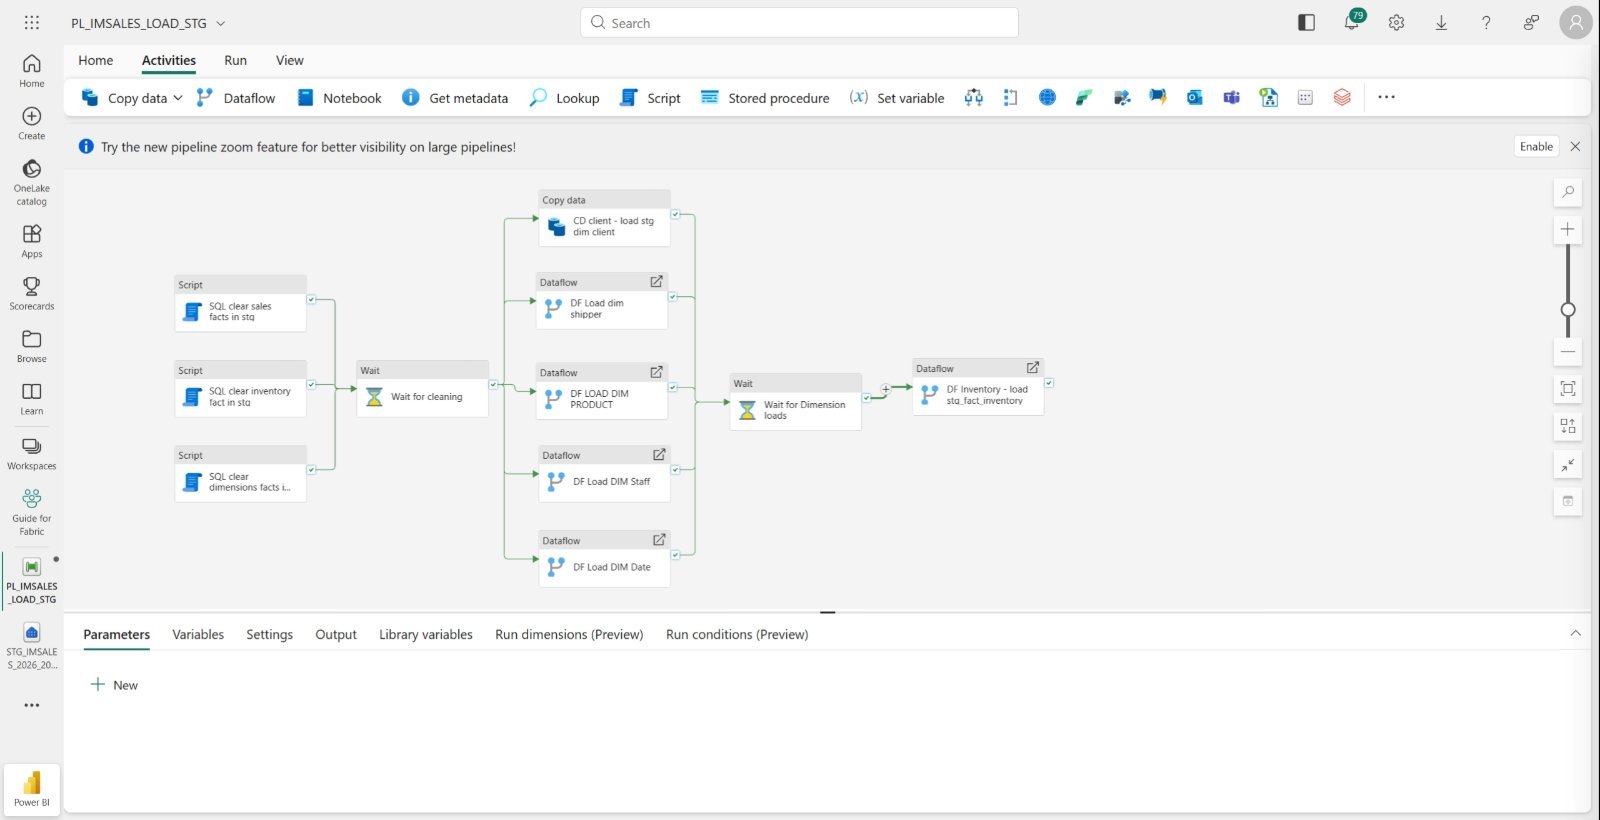 PL_IMSALES_LOAD_STG
Search
79
Home
Activities
Run
View
Copy data
Dataflow
Notebook
Get metadata
Lookup
Script
Stored procedure
(x) Set variable
Try the new pipeline zoom feature for better visibility on large pipelines!
Enable
Home
Create
OneLake
catalog
Apps
Scorecards
Browse
Learn
Workspaces
Guide for
Fabric
PL_IMSALES
_LOAD_STG
STG_IMSALE
S_2026_20...
Power BI
Script
SQL clear sales
facts in stg
Script
SQL clear inventory
fact in stg
Script
SQL clear
dimensions facts i...
Wait
Wait for cleaning
Copy data
CD client - load stg
dim client
Dataflow
DF Load dim
shipper
Dataflow
DF LOAD DIM
PRODUCT
Dataflow
DF Load DIM Staff
Dataflow
DF Load DIM Date
Wait
Wait for Dimension
loads
Dataflow
DF Inventory - load
stg_fact_inventory
Parameters
Variables
Settings
Output
Library variables
Run dimensions (Preview)
Run conditions (Preview)
New